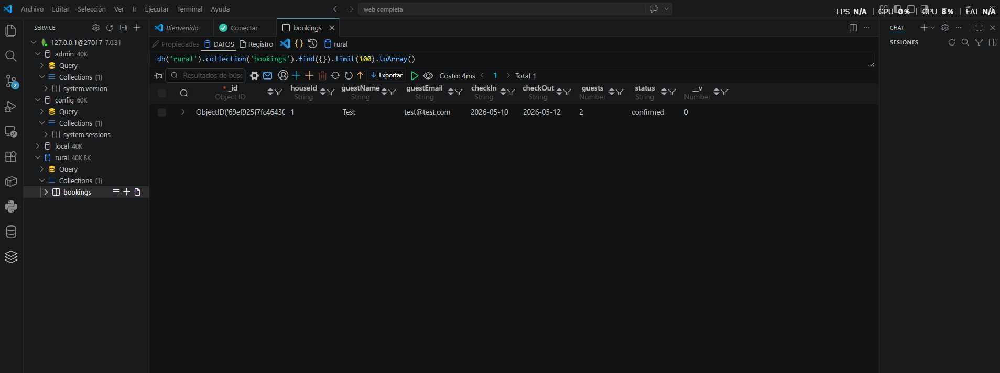 Archivo Editar Selección Ver Ir Ejecutar Terminal Ayuda
web completa
FPS N/A | GPU 0 % | CPU 8 % | LAT N/A
SERVICE
Bienvenido
Conectar
bookings
CHAT
SESIONES
127.0.0.1@27017 7.0.31
admin 40K
Query
Collections (1)
system.version
config 60K
Query
Collections (1)
system.sessions
local 40K
rural 40K 8K
Query
Collections (1)
bookings
2
Propiedades DATOS Registro {} rural
db('rural').collection('bookings').find({}).limit(100).toArray()
Resultados de búsc
Exportar
Costo: 4ms
1
Total 1
* _id houseId guestName guestEmail checkIn checkOut guests status __v
Object ID String String String String String Number String Number
ObjectID('69ef925f7fc46430 1 Test test@test.com 2026-05-10 2026-05-12 2 confirmed 0